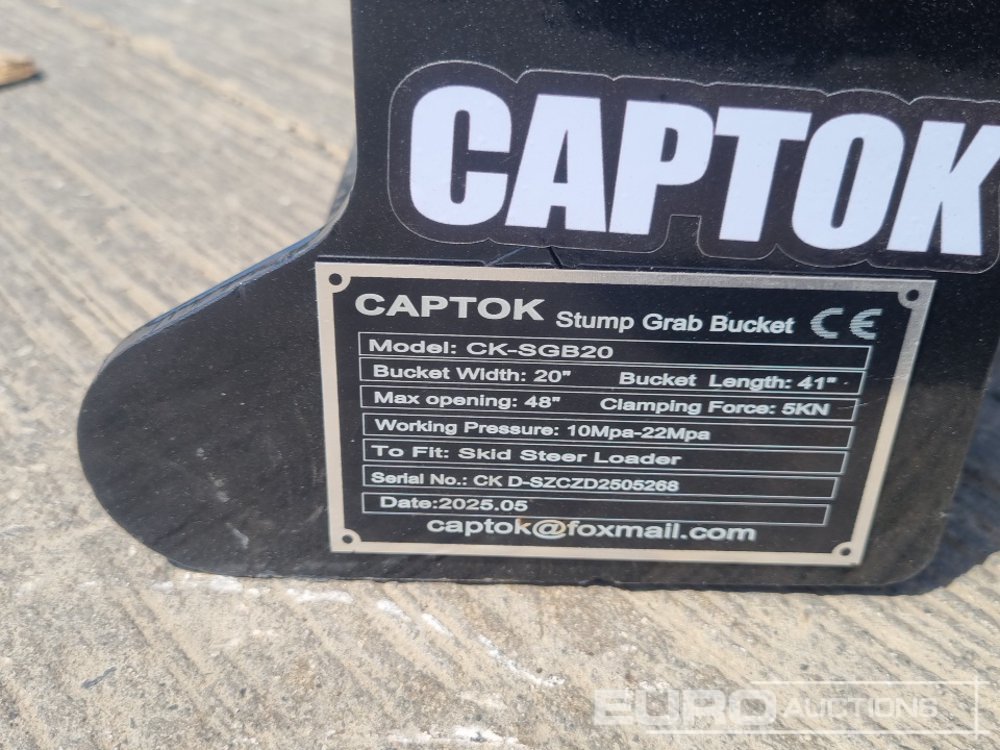 CAPTOK
CAPTOK Stump Grab Bucket CE
Model: CK-SGB20
Bucket Width: 20" Bucket Length: 41"
Max opening: 48" Clamping Force: 5KN
Working Pressure: 10Mpa-22Mpa
To Fit: Skid Steer Loader
Serial No.: CK D-SZCZD2505268
Date:2025.05
captok@foxmail.com
EURO AUCTIONS